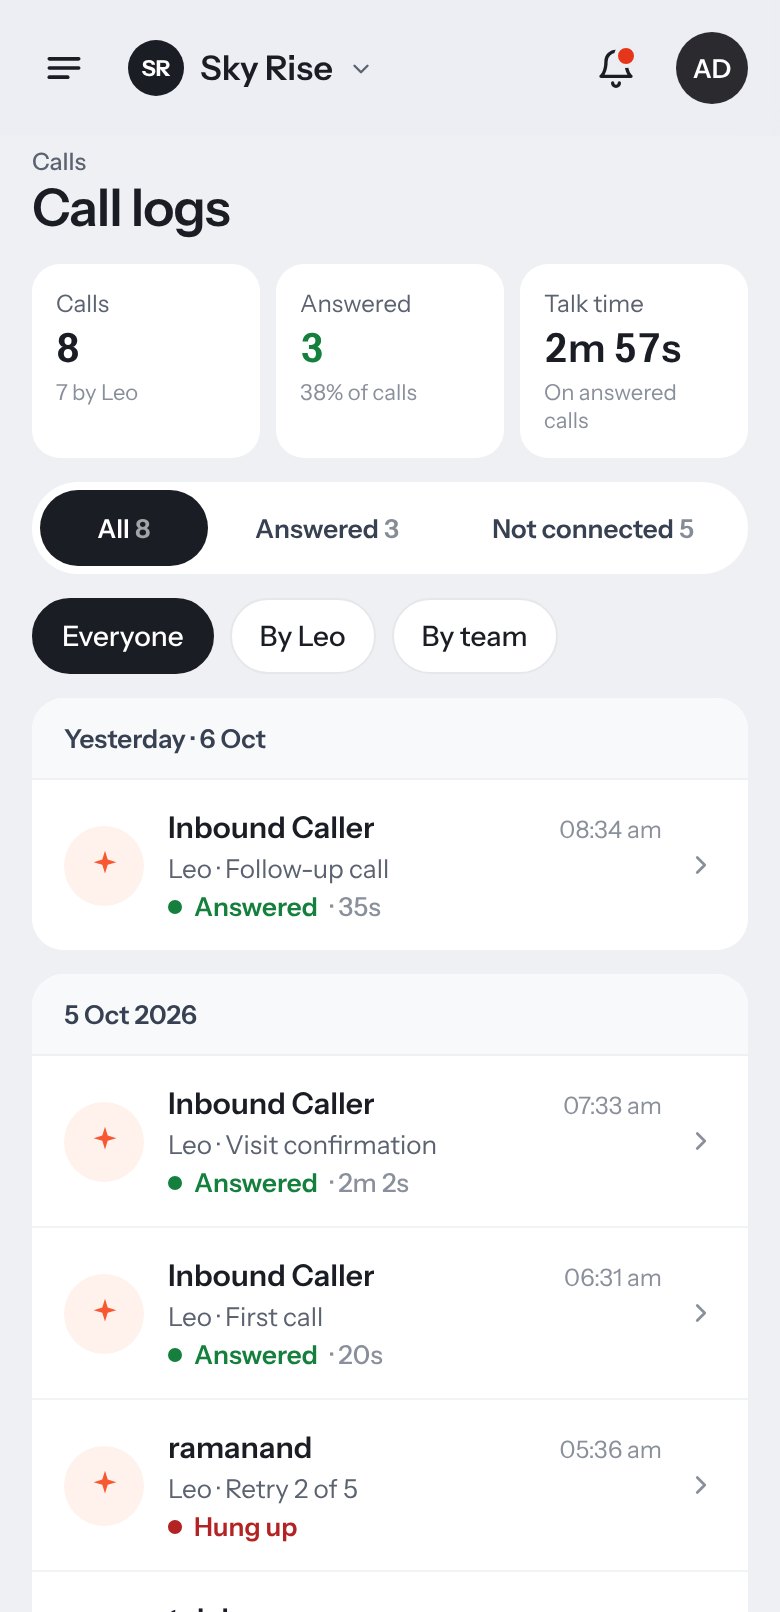 SR Sky Rise AD
Calls
Call logs
Calls
8
7 by Leo
Answered
3
38% of calls
Talk time
2m 57s
On answered
calls
All 8
Answered 3
Not connected 5
Everyone
By Leo
By team
Yesterday · 6 Oct
Inbound Caller 08:34 am
Leo · Follow-up call
Answered · 35s
5 Oct 2026
Inbound Caller 07:33 am
Leo · Visit confirmation
Answered · 2m 2s
Inbound Caller 06:31 am
Leo · First call
Answered · 20s
ramanand 05:36 am
Leo · Retry 2 of 5
Hung up